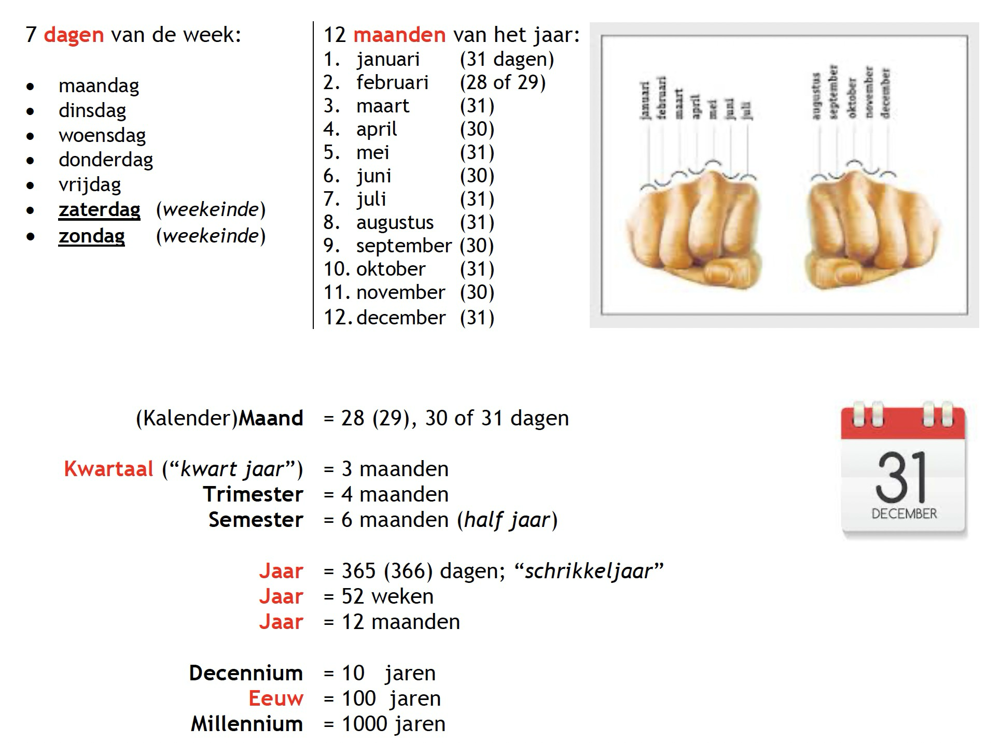 7 dagen van de week:
• maandag
• dinsdag
• woensdag
• donderdag
• vrijdag
• zaterdag (weekeinde)
• zondag (weekeinde)
12 maanden van het jaar:
1. januari (31 dagen)
2. februari (28 of 29)
3. maart (31)
4. april (30)
5. mei (31)
6. juni (30)
7. juli (31)
8. augustus (31)
9. september (30)
10. oktober (31)
11. november (30)
12. december (31)
januari
februari
maart
april
mei
juni
juli
augustus
september
oktober
november
december
(Kalender)Maand = 28 (29), 30 of 31 dagen
Kwartaal (“kwart jaar”) = 3 maanden
Trimester = 4 maanden
Semester = 6 maanden (half jaar)
Jaar = 365 (366) dagen; “schrikkeljaar”
Jaar = 52 weken
Jaar = 12 maanden
Decennium = 10 jaren
Eeuw = 100 jaren
Millennium = 1000 jaren
31
DECEMBER